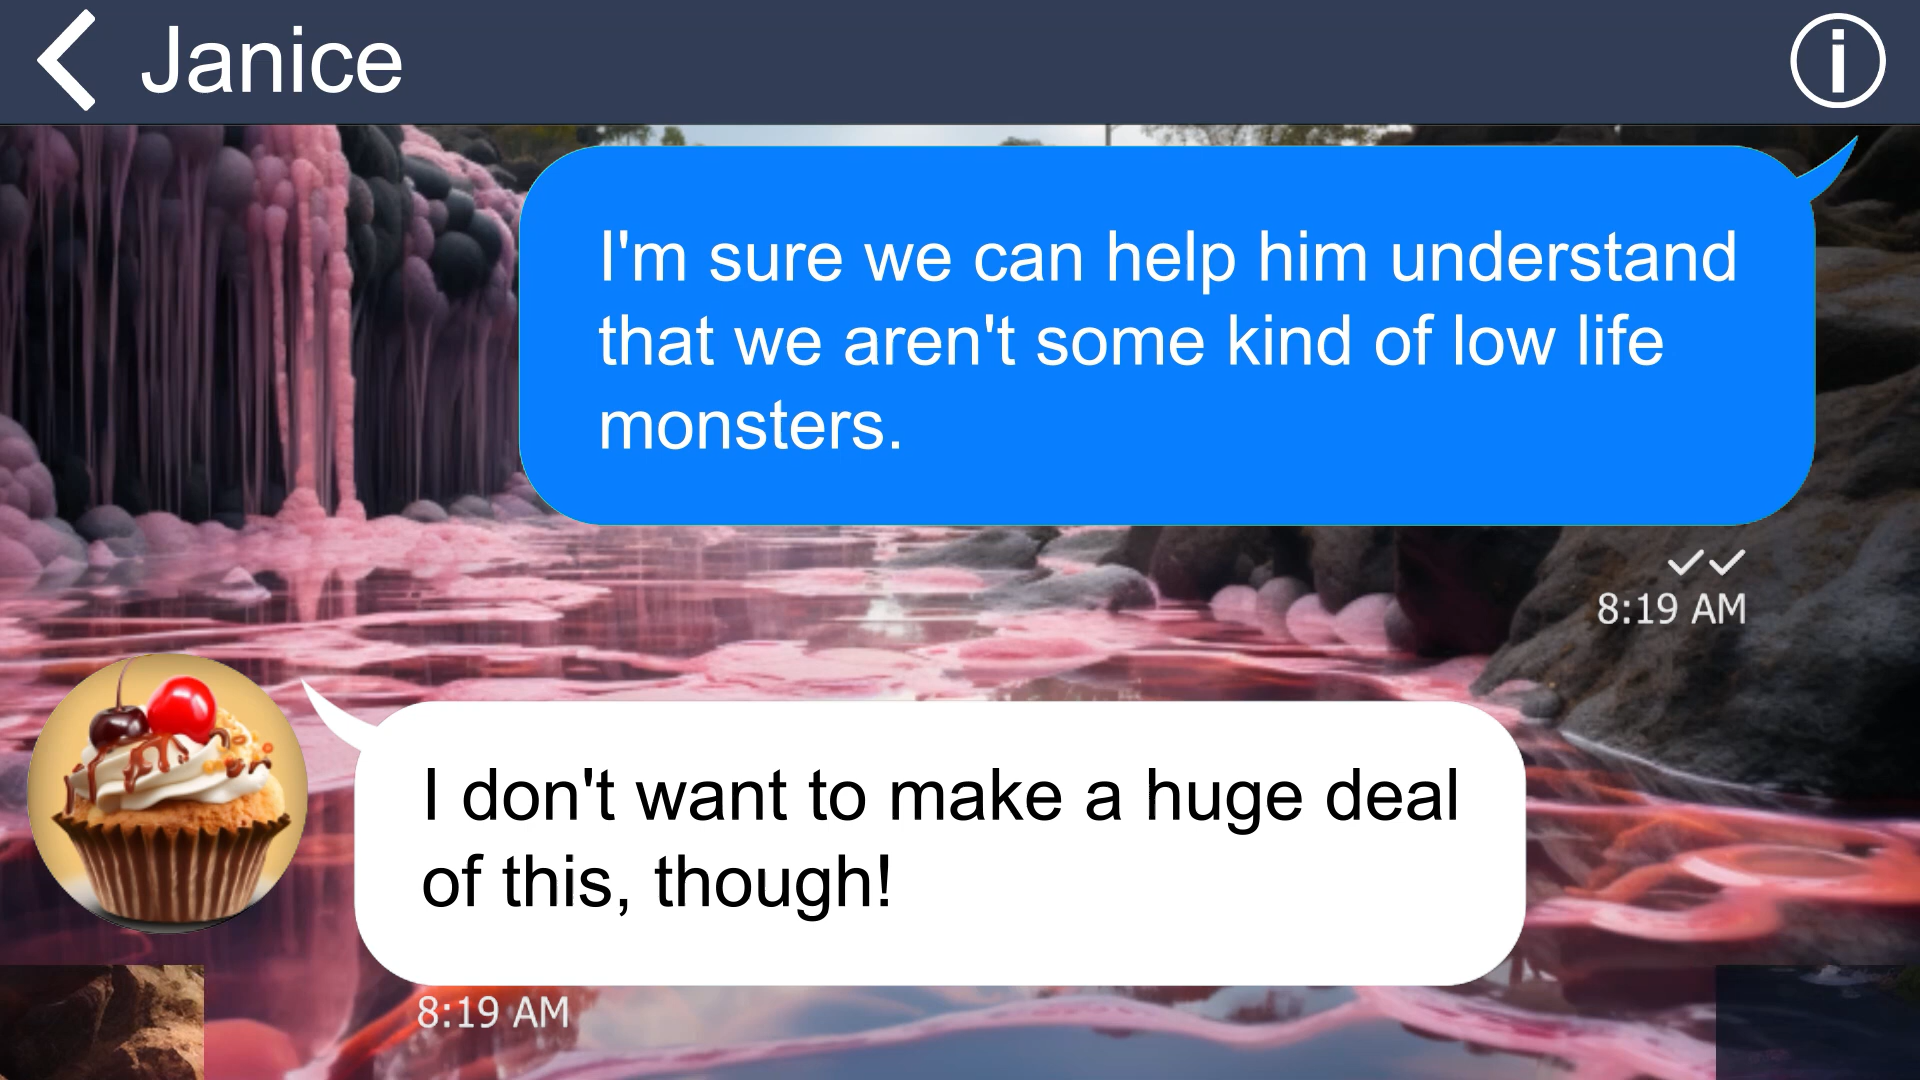 Janice
I'm sure we can help him understand
that we aren't some kind of low life
monsters.
8:19 AM
I don't want to make a huge deal
of this, though!
8:19 AM